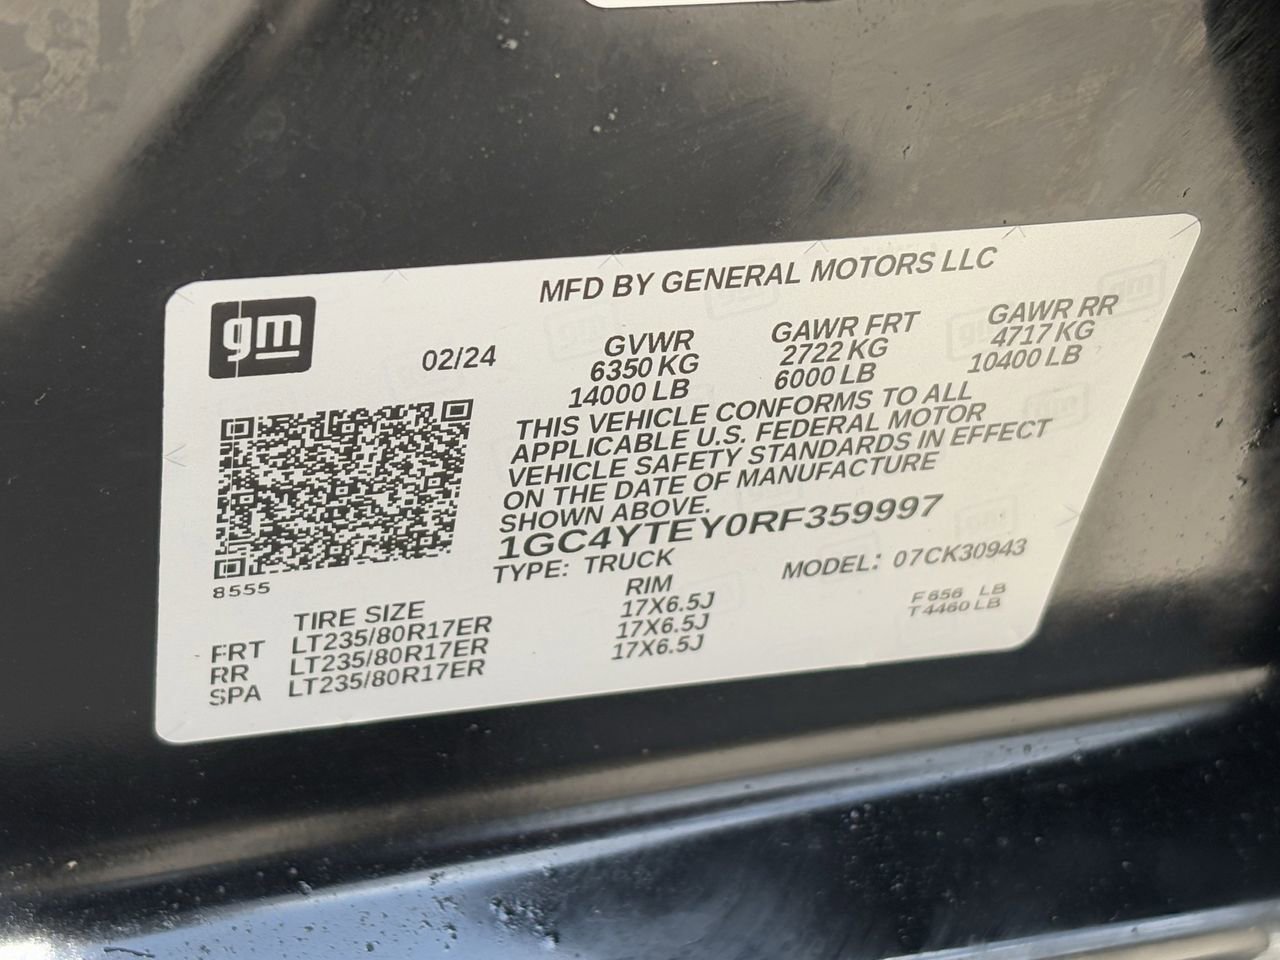 MFD BY GENERAL MOTORS LLC
gm
02/24
GVWR GAWR FRT GAWR RR
6350 KG 2722 KG 4717 KG
14000 LB 6000 LB 10400 LB
THIS VEHICLE CONFORMS TO ALL
APPLICABLE U.S. FEDERAL MOTOR
VEHICLE SAFETY STANDARDS IN EFFECT
ON THE DATE OF MANUFACTURE
SHOWN ABOVE.
1GC4YTEY0RF359997
TYPE: TRUCK MODEL: 07CK30943
8555
TIRE SIZE RIM
FRT LT235/80R17ER 17X6.5J
RR LT235/80R17ER 17X6.5J
SPA LT235/80R17ER 17X6.5J
F 656 LB
T 4460 LB